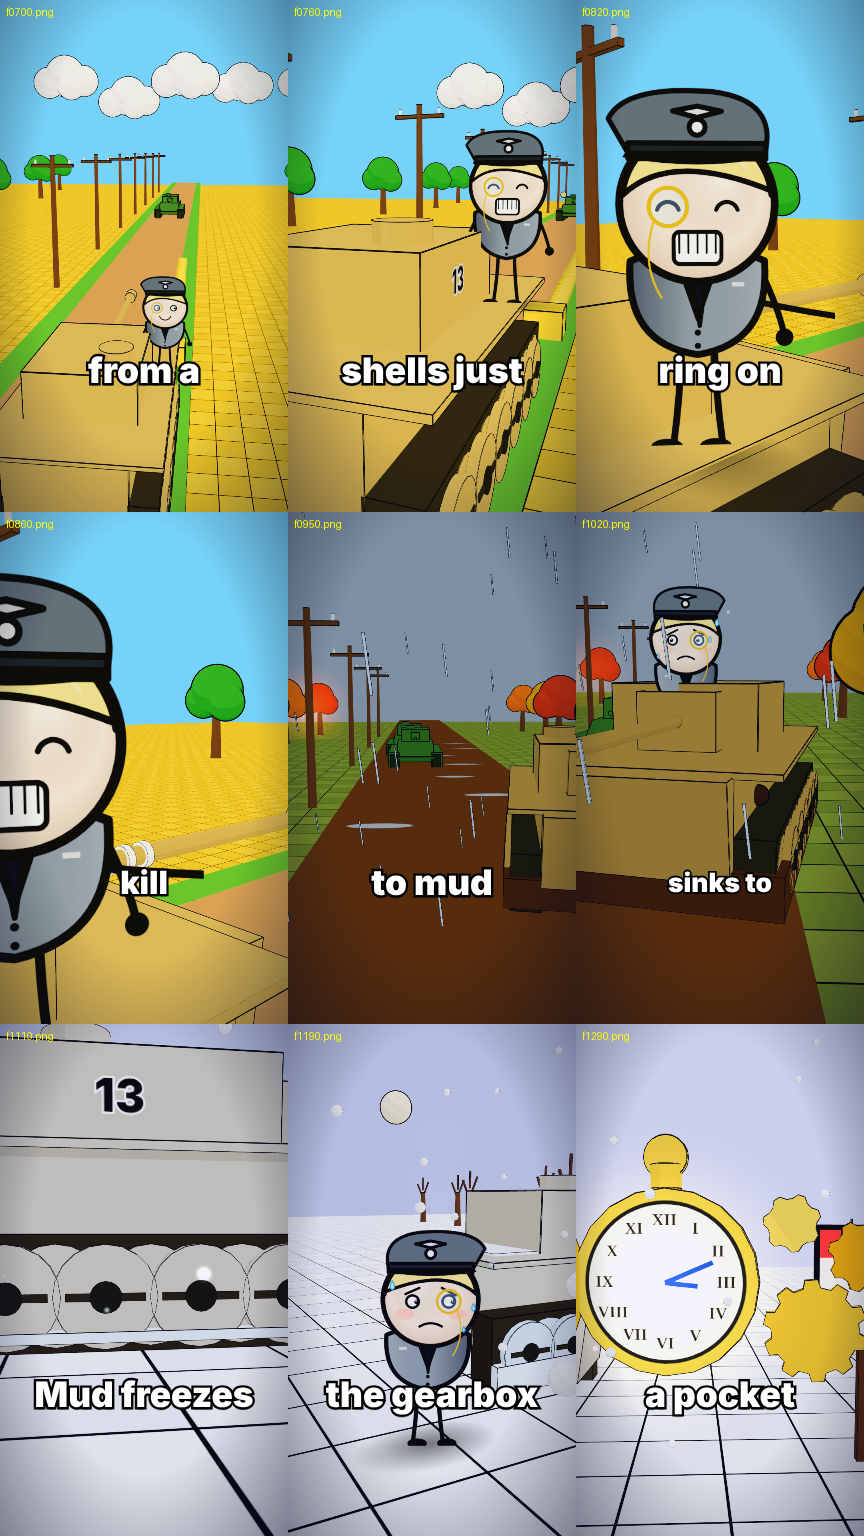 f0700.png
from a
f0760.png
13
shells just
f0820.png
ring on
f0860.png
kill
f0950.png
to mud
f1020.png
sinks to
f1110.png
13
Mud freezes
f1190.png
the gearbox
f1290.png
XII
I
II
III
IV
V
VI
VII
VIII
IX
X
XI
a pocket